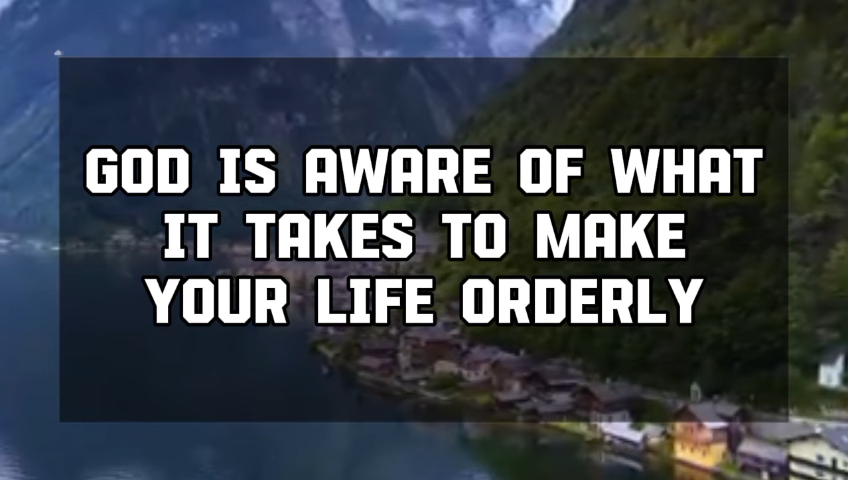 GOD IS AWARE OF WHAT
IT TAKES TO MAKE
YOUR LIFE ORDERLY